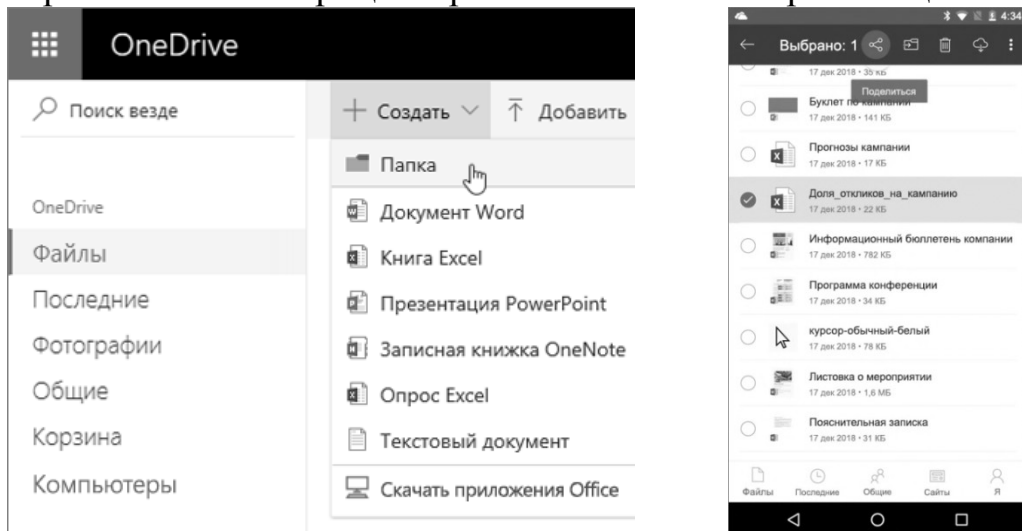 OneDrive
Поиск везде
Создать
Добавить
OneDrive
Файлы
Последние
Фотографии
Общие
Корзина
Компьютеры
Папка
Документ Word
Книга Excel
Презентация PowerPoint
Записная книжка OneNote
Опрос Excel
Текстовый документ
Скачать приложения Office
4:34
Выбрано: 1
17 дек 2018 • 35 КБ
Поделиться
Буклет по кампании
17 дек 2018 • 141 КБ
Прогнозы кампании
17 дек 2018 • 17 КБ
Доля_откликов_на_кампанию
17 дек 2018 • 22 КБ
Информационный бюллетень компании
17 дек 2018 • 782 КБ
Программа конференции
17 дек 2018 • 34 КБ
курсор-обычный-белый
17 дек 2018 • 78 КБ
Листовка о мероприятии
17 дек 2018 • 1,6 МБ
Пояснительная записка
17 дек 2018 • 31 КБ
Файлы Последние Общие Сайты Я